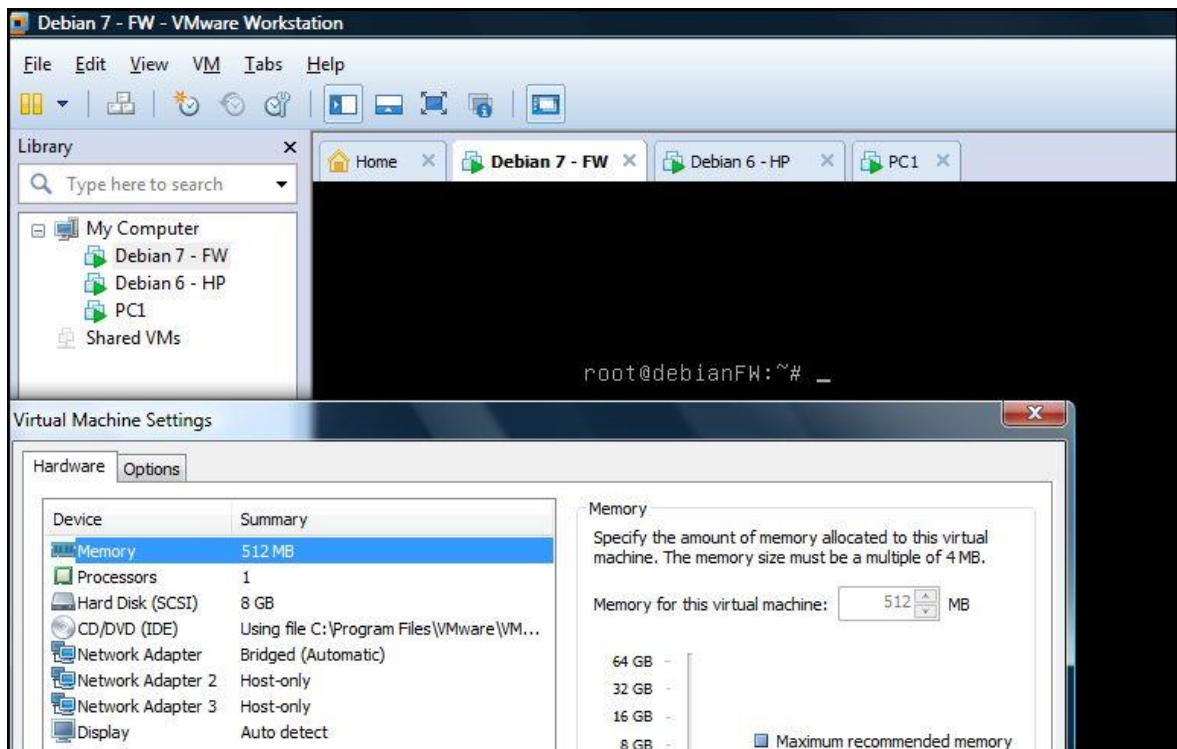 Debian 7 - FW - VMware Workstation
File Edit View VM Tabs Help
Library
Type here to search
My Computer
Debian 7 - FW
Debian 6 - HP
PC1
Shared VMs
Home
Debian 7 - FW
Debian 6 - HP
PC1
root@debianFW:~# _
Virtual Machine Settings
Hardware Options
Device Summary
Memory 512 MB
Processors 1
Hard Disk (SCSI) 8 GB
CD/DVD (IDE) Using file C:\Program Files\VMware\VM...
Network Adapter Bridged (Automatic)
Network Adapter 2 Host-only
Network Adapter 3 Host-only
Display Auto detect
Memory
Specify the amount of memory allocated to this virtual
machine. The memory size must be a multiple of 4 MB.
Memory for this virtual machine: 512 MB
64 GB
32 GB
16 GB
8 GB
Maximum recommended memory